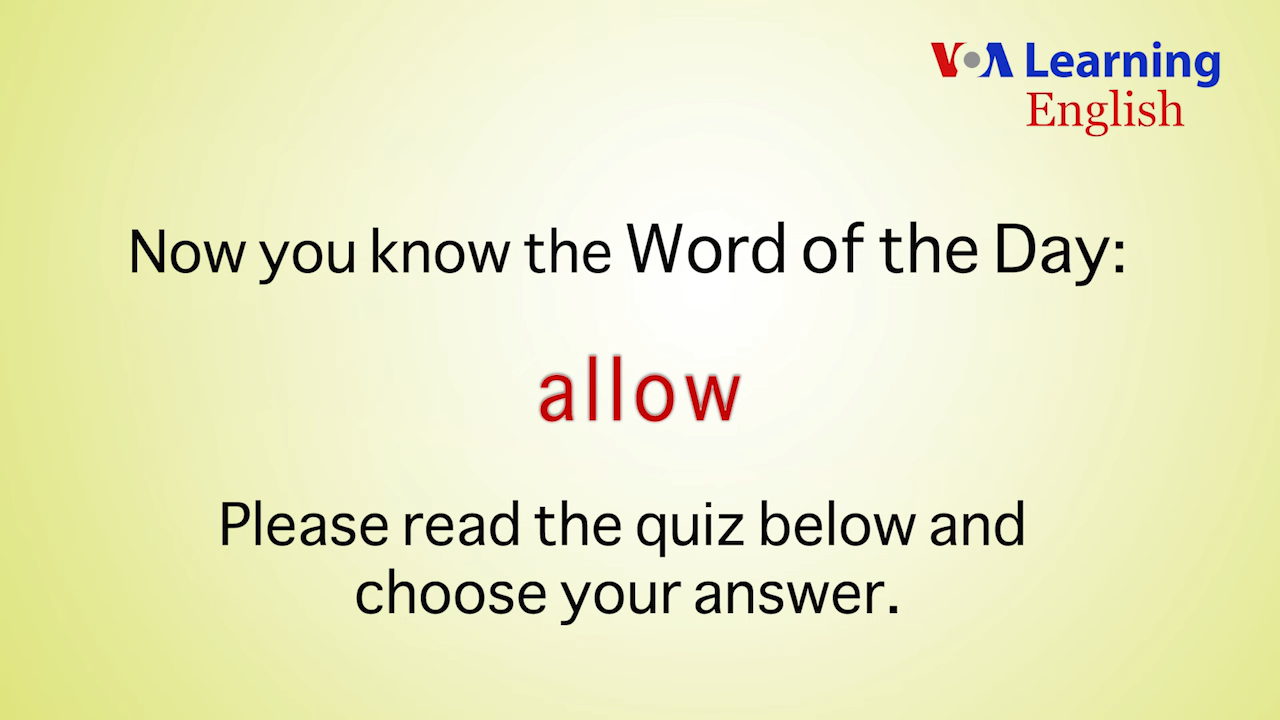 VOA Learning
English
Now you know the Word of the Day:
allow
Please read the quiz below and
choose your answer.